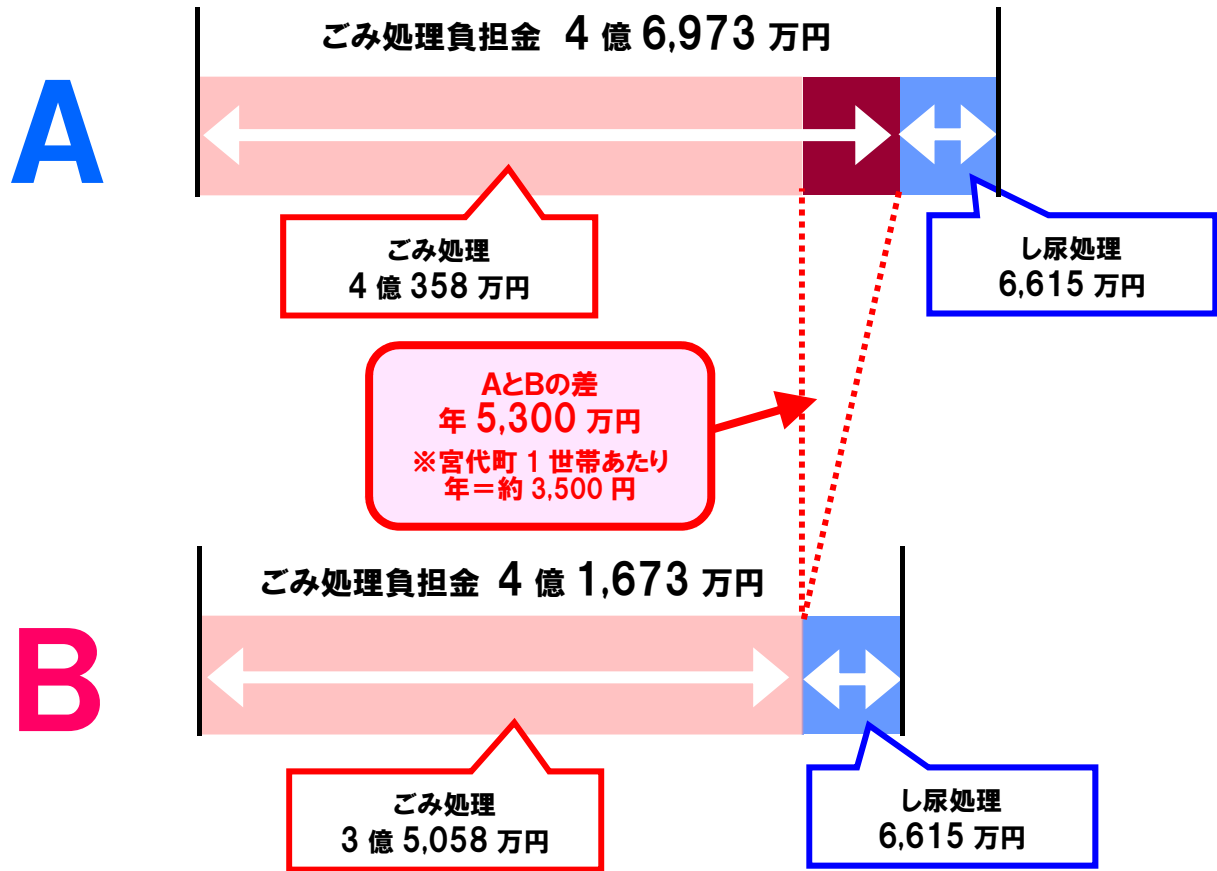 ごみ処理負担金 4 億 6,973 万円
A
ごみ処理
4 億 358 万円
し尿処理
6,615 万円
AとBの差
年 5,300 万円
※宮代町 1 世帯あたり
年＝約 3,500 円
ごみ処理負担金 4 億 1,673 万円
B
ごみ処理
3 億 5,058 万円
し尿処理
6,615 万円